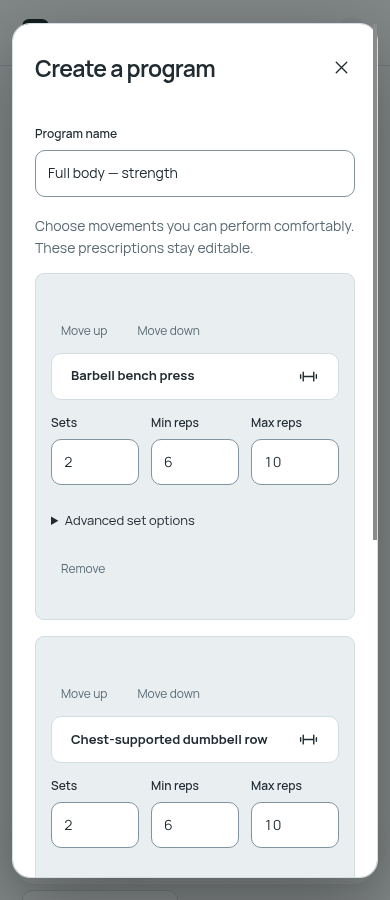 Create a program
Program name
Full body — strength
Choose movements you can perform comfortably.
These prescriptions stay editable.
Move up Move down
Barbell bench press
Sets Min reps Max reps
2 6 10
Advanced set options
Remove
Move up Move down
Chest-supported dumbbell row
Sets Min reps Max reps
2 6 10